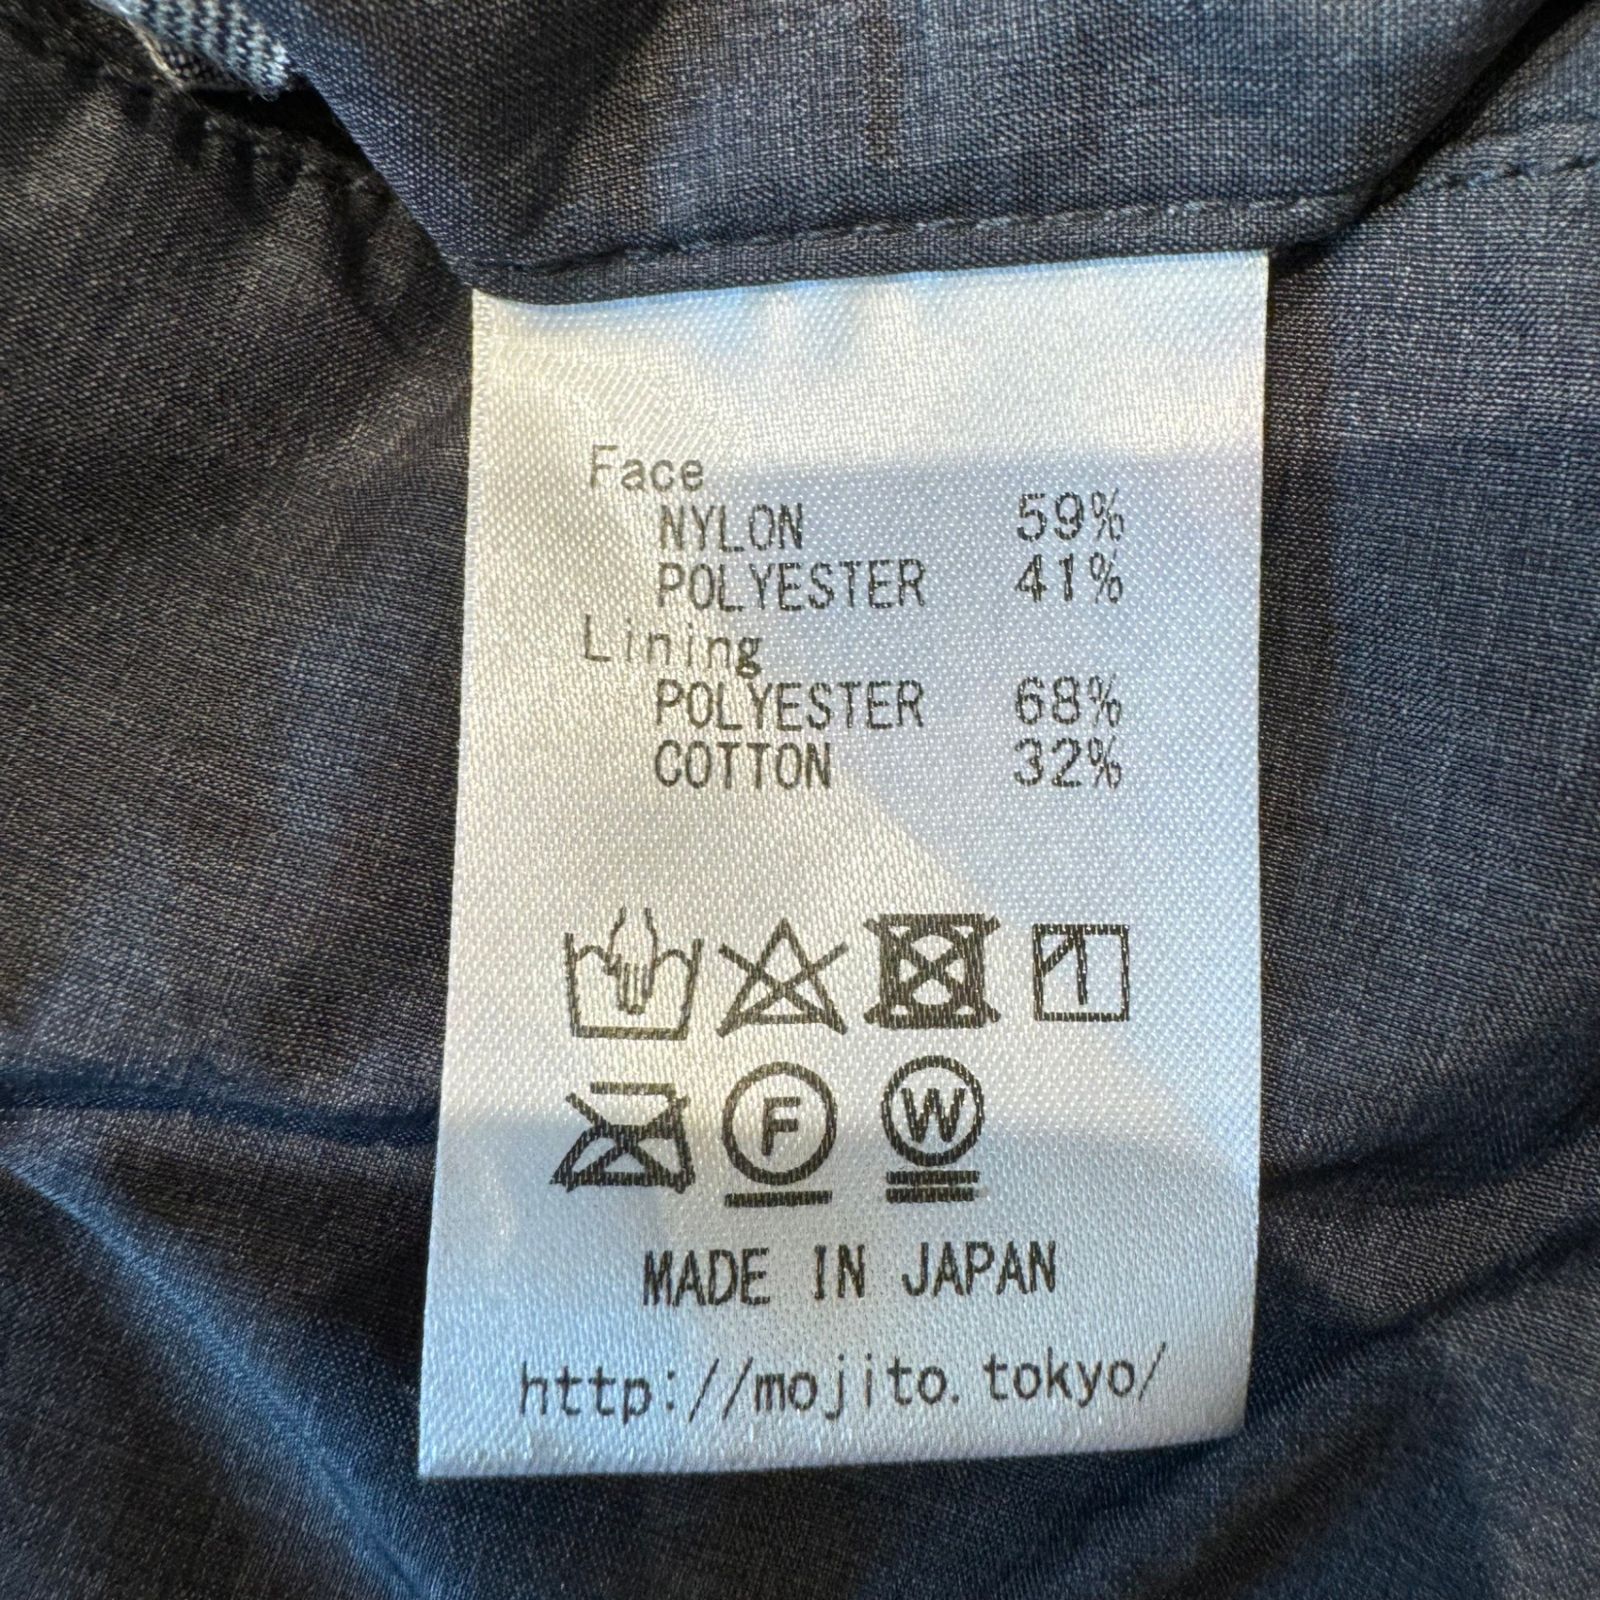 Face
NYLON 59%
POLYESTER 41%
Lining
POLYESTER 68%
COTTON 32%
F W
MADE IN JAPAN
http://mojito.tokyo/